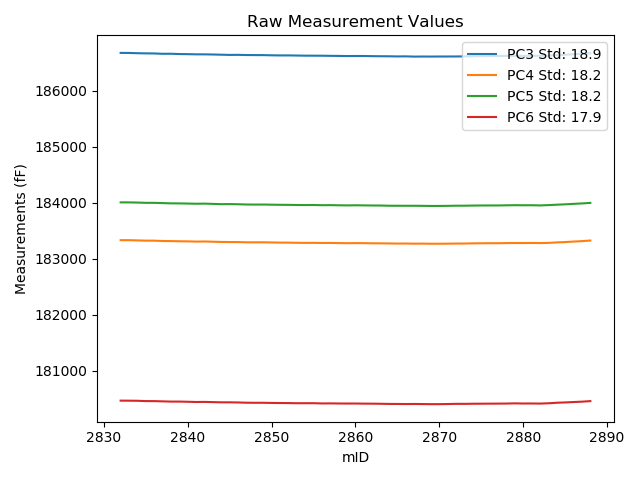 Raw Measurement Values
PC3 Std: 18.9
PC4 Std: 18.2
PC5 Std: 18.2
PC6 Std: 17.9
Measurements (fF)
186000
185000
184000
183000
182000
181000
2830 2840 2850 2860 2870 2880 2890
mID